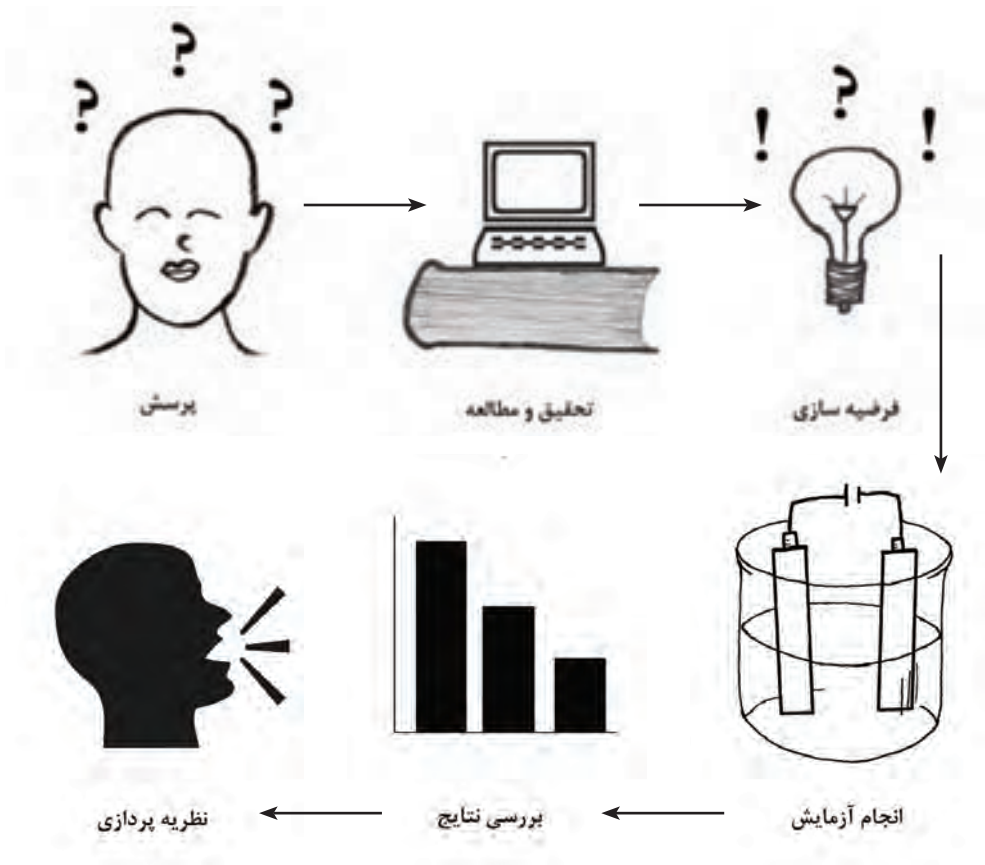 ؟
؟
؟
!
؟
!
پرسش
تحقیق و مطالعه
فرضیه سازی
انجام آزمایش
بررسی نتایج
نظریه پردازی